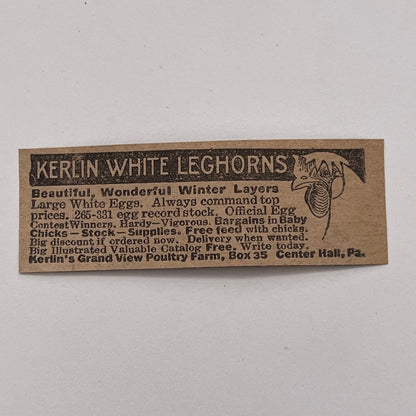 KERLIN WHITE LEGHORNS
Beautiful, Wonderful Winter Layers
Large White Eggs. Always command top
prices. 265-331 egg record stock. Official Egg
Contest Winners. Hardy—Vigorous. Bargains in Baby
Chicks—Stock—Supplies. Free feed with chicks.
Big discount if ordered now. Delivery when wanted.
Big Illustrated Valuable Catalog Free. Write today.
Kerlin's Grand View Poultry Farm, Box 35 Center Hall, Pa.